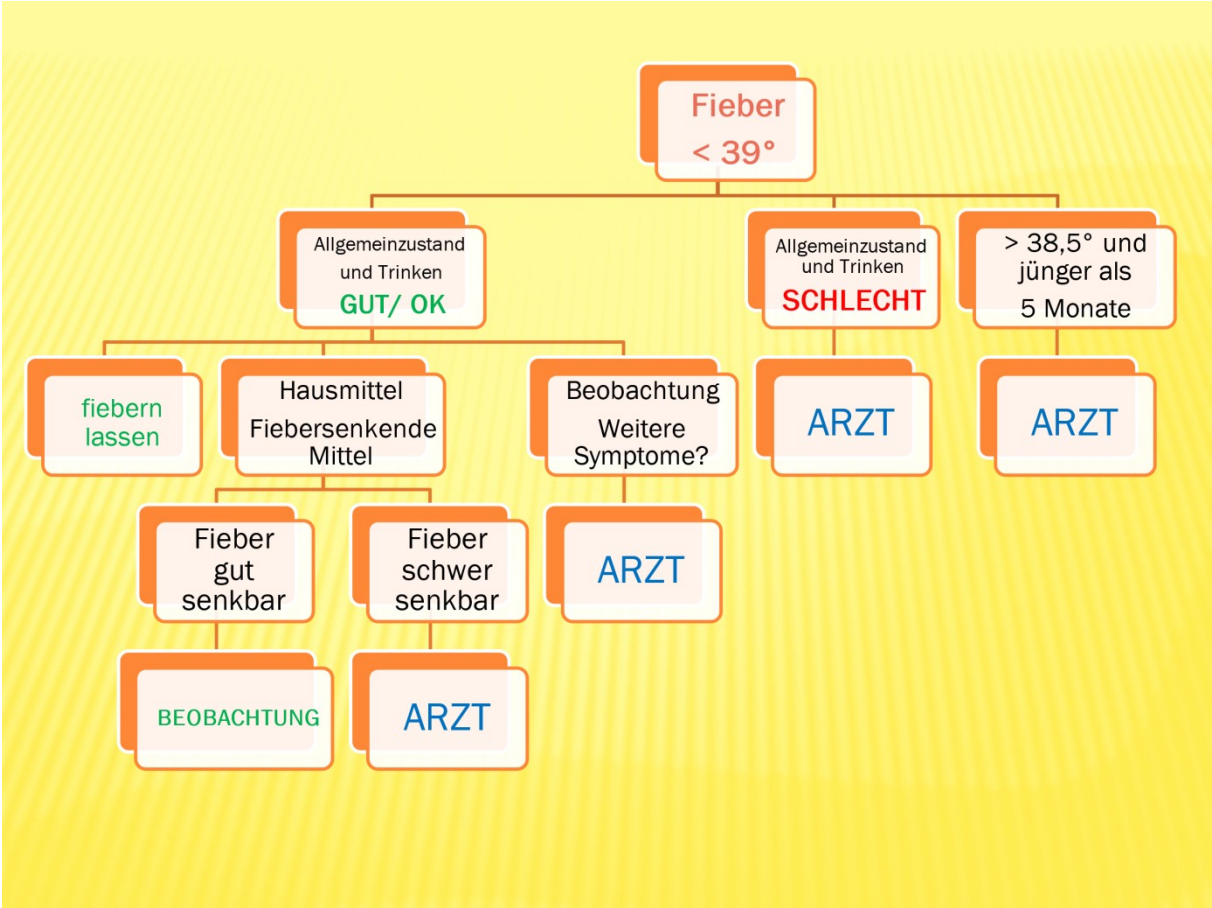 Fieber
< 39°
Allgemeinzustand
und Trinken
GUT/ OK
Allgemeinzustand
und Trinken
SCHLECHT
> 38,5° und
jünger als
5 Monate
fiebern
lassen
Hausmittel
Fiebersenkende
Mittel
Beobachtung
Weitere
Symptome?
ARZT
ARZT
Fieber
gut
senkbar
Fieber
schwer
senkbar
ARZT
BEOBACHTUNG
ARZT